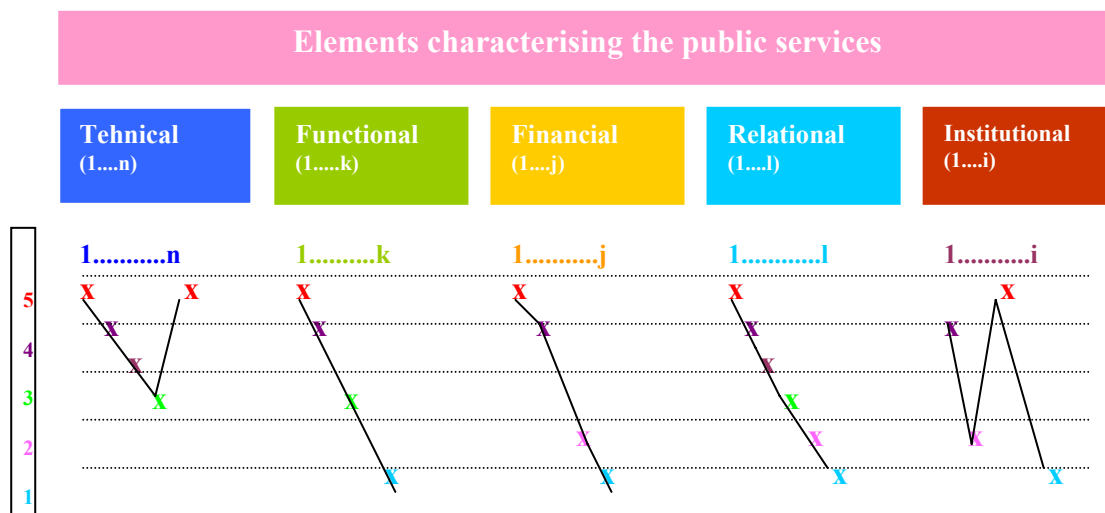 Elements characterising the public services
Tehnical
(1....n)
Functional
(1.....k)
Financial
(1....j)
Relational
(1....l)
Institutional
(1....i)
1...........n
1..........k
1...........j
1............l
1...........i
5 x x x x x x
4 x x x x x
x x
3 x x x
2 x x x
1 x x x x